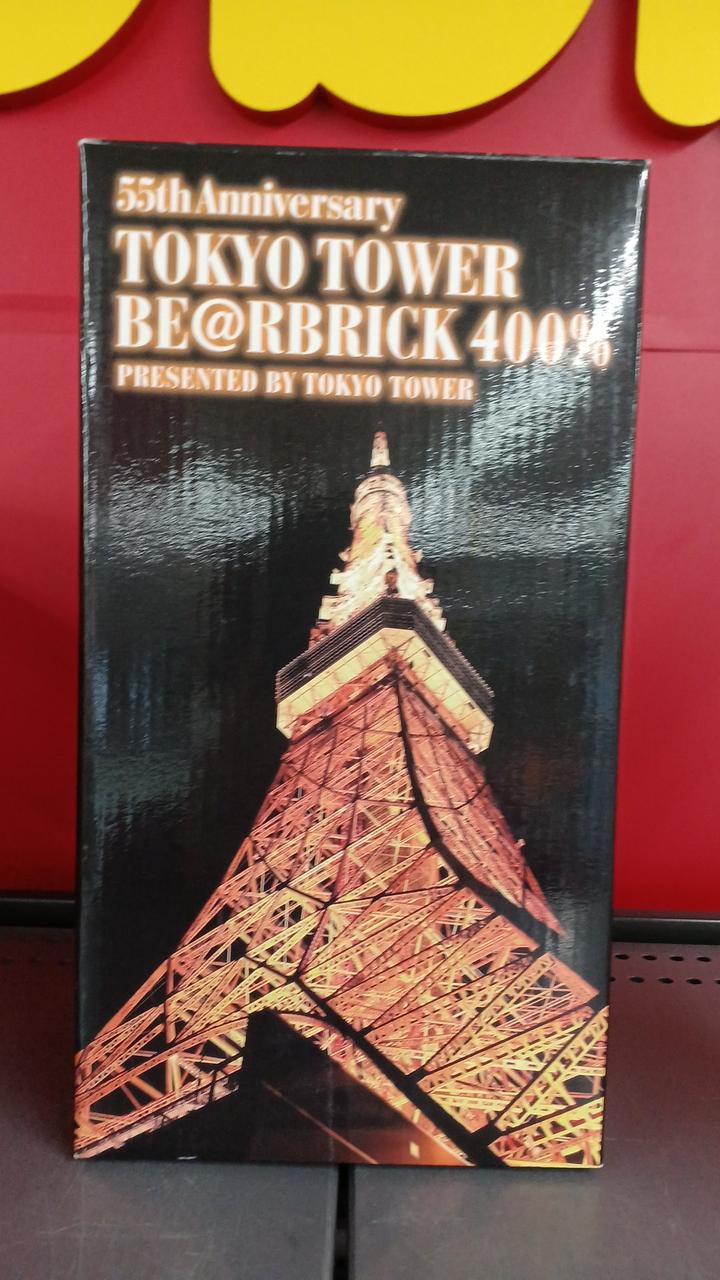 55th Anniversary
TOKYO TOWER
BE@RBRICK 400%
PRESENTED BY TOKYO TOWER